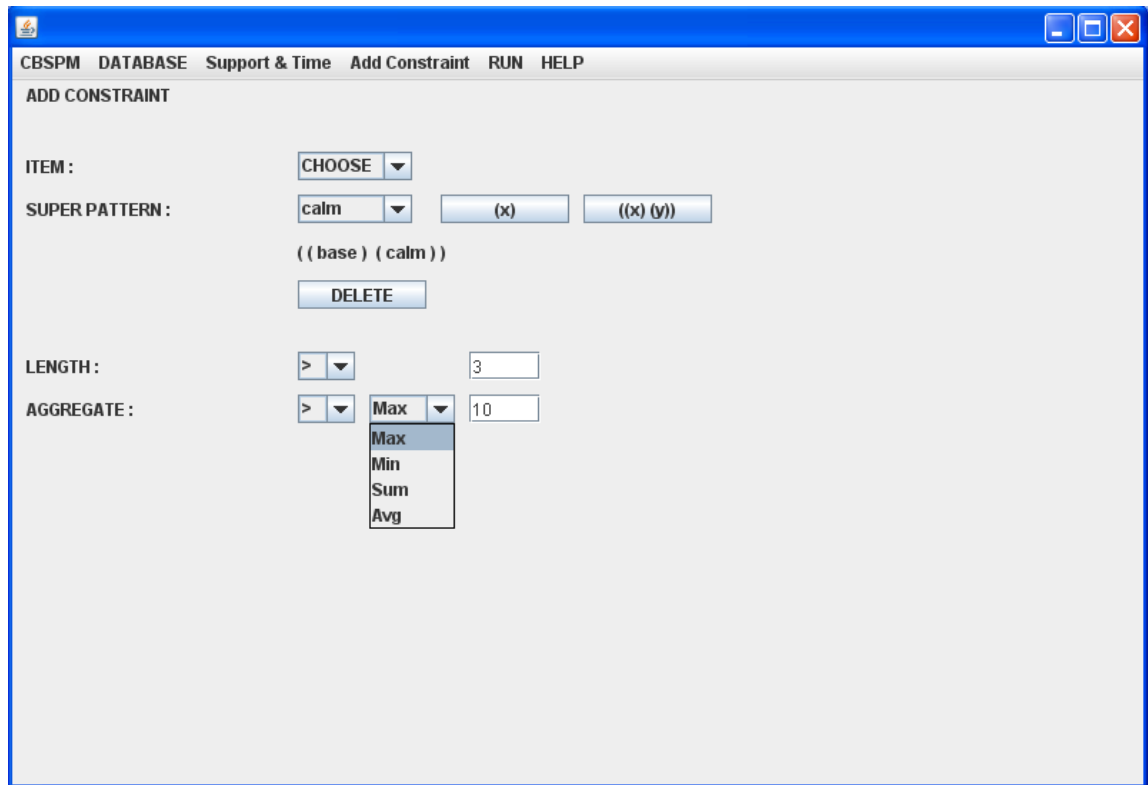 CBSPM DATABASE Support & Time Add Constraint RUN HELP
ADD CONSTRAINT
ITEM : CHOOSE
SUPER PATTERN : calm (x) ((x) (y))
( ( base ) ( calm ) )
DELETE
LENGTH : > 3
AGGREGATE : > Max 10
Max
Min
Sum
Avg